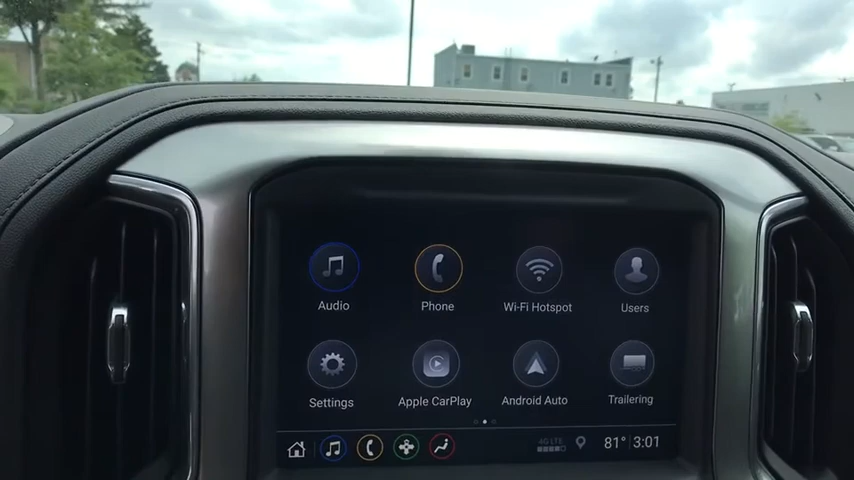 Audio
Phone
Wi-Fi Hotspot
Users
Settings
Apple CarPlay
Android Auto
Trailering
4G LTE
81° 3:01